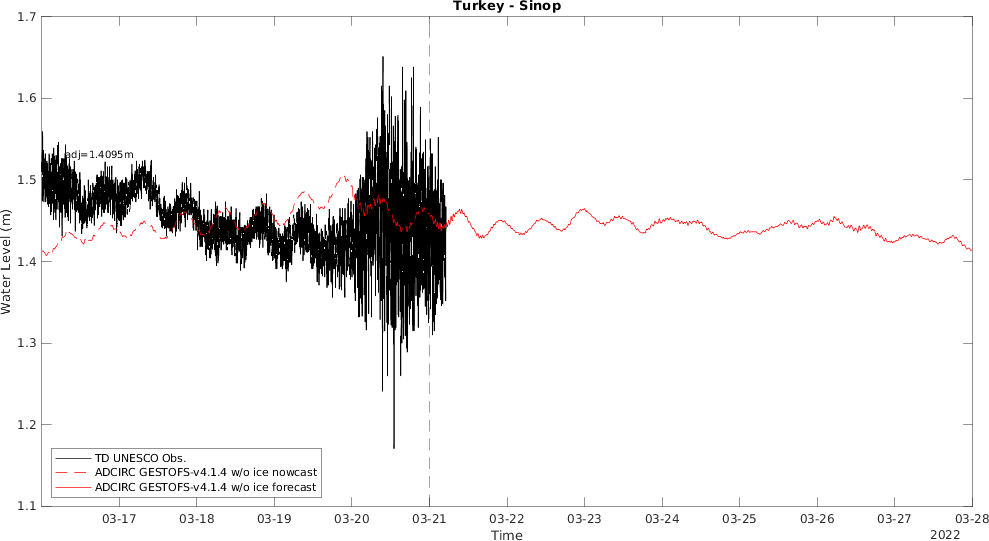 Turkey - Sinop
1.7
1.6
1.5
1.4
1.3
1.2
1.1
Water Level (m)
adj=1.4095m
TD UNESCO Obs.
ADCIRC GESTOFS-v4.1.4 w/o ice nowcast
ADCIRC GESTOFS-v4.1.4 w/o ice forecast
03-17 03-18 03-19 03-20 03-21 03-22 03-23 03-24 03-25 03-26 03-27 03-28
Time
2022